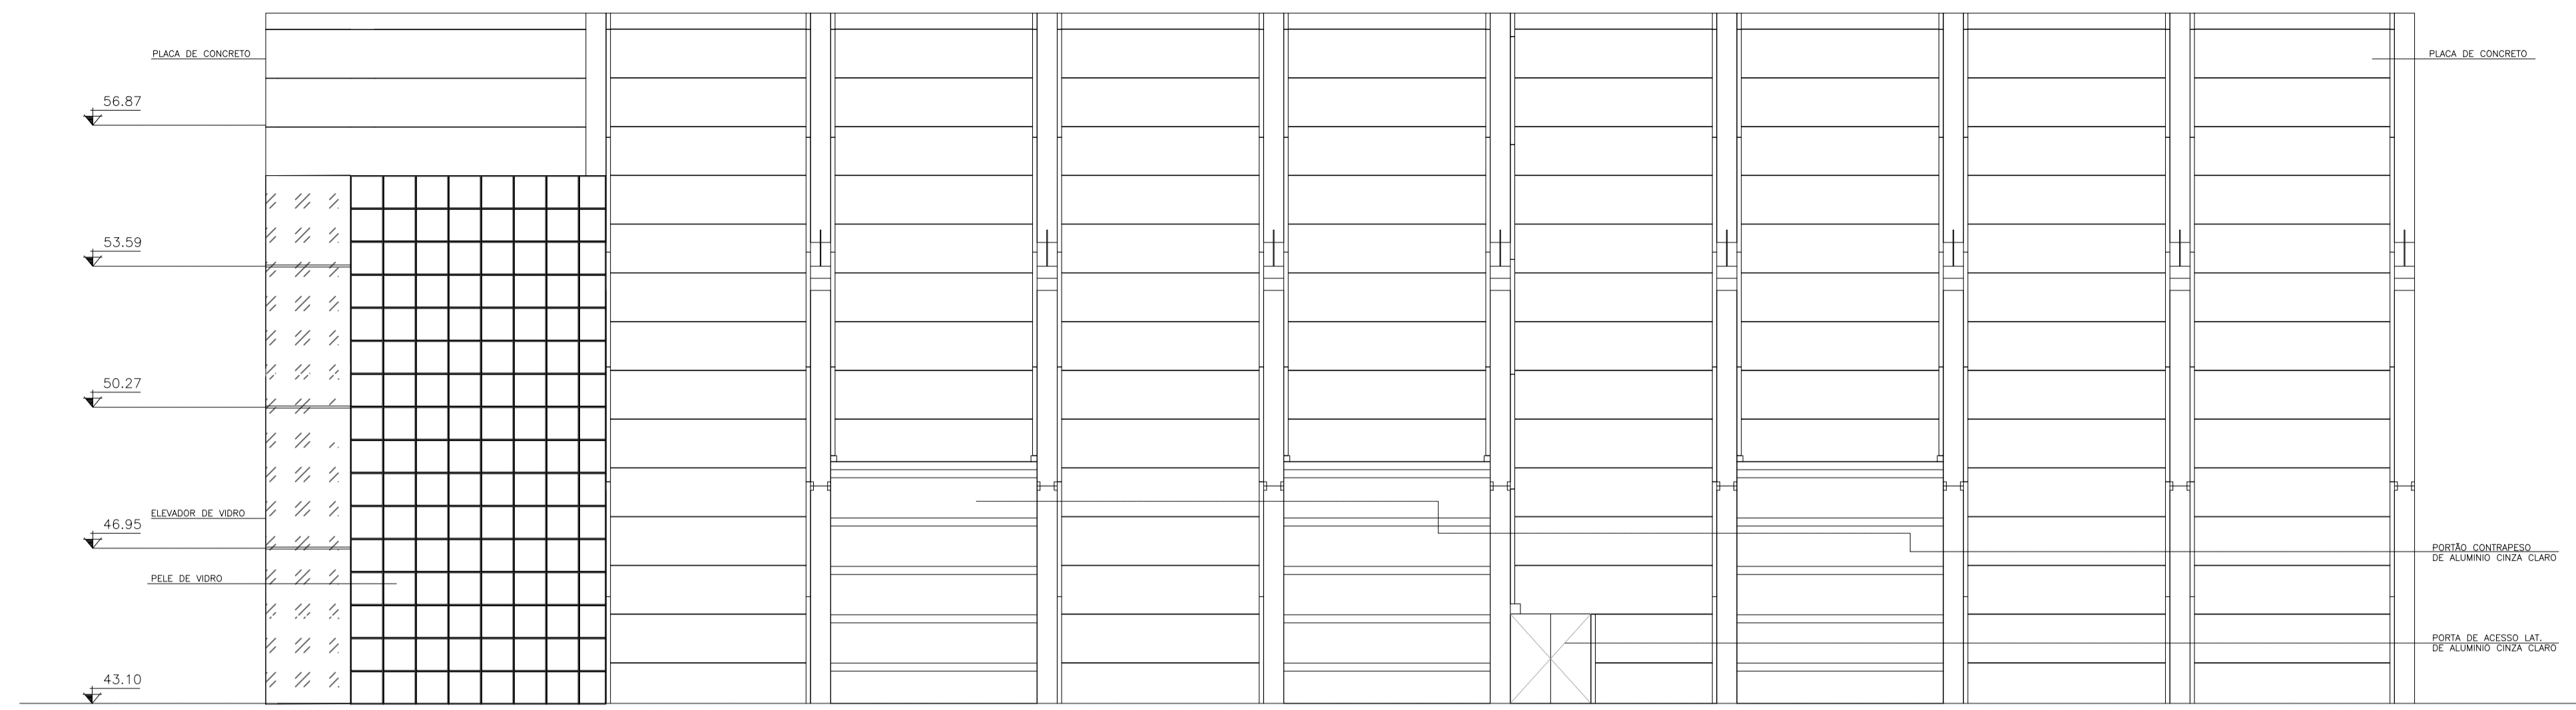 PLACA DE CONCRETO
PLACA DE CONCRETO
56.87
53.59
50.27
ELEVADOR DE VIDRO
46.95
PORTÃO CONTRAPESO
DE ALUMINIO CINZA CLARO
PELE DE VIDRO
PORTA DE ACESSO LAT.
DE ALUMINIO CINZA CLARO
43.10